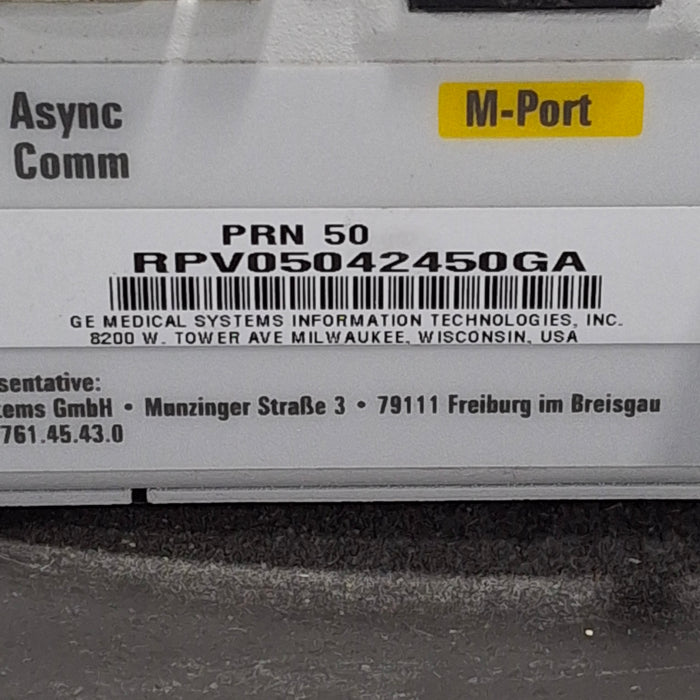 Async
Comm
M-Port
PRN 50
RPV05042450GA
GE MEDICAL SYSTEMS INFORMATION TECHNOLOGIES, INC.
8200 W. TOWER AVE MILWAUKEE, WISCONSIN, USA
sentative:
tems GmbH • Munzinger Straße 3 • 79111 Freiburg im Breisgau
761.45.43.0